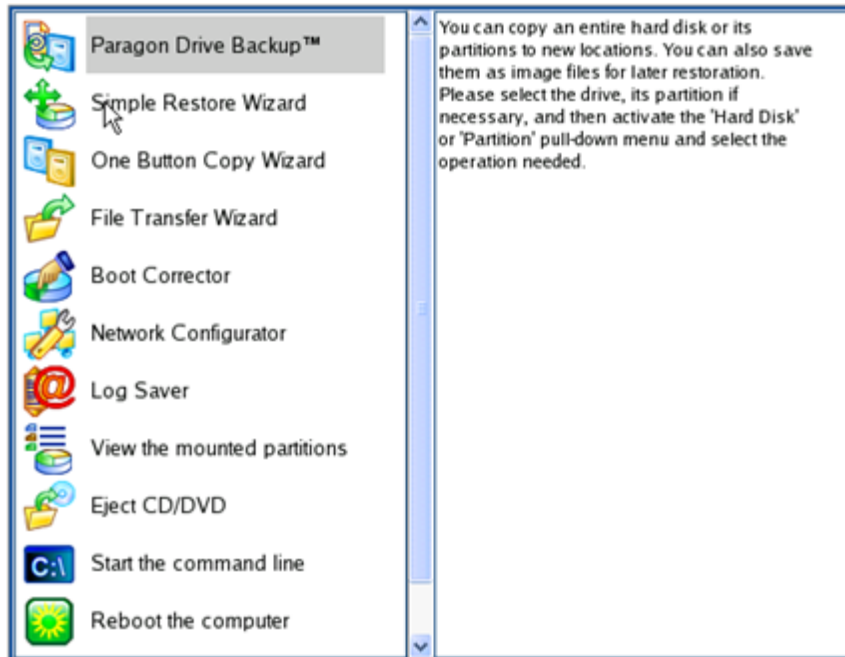 Paragon Drive Backup™
Simple Restore Wizard
One Button Copy Wizard
File Transfer Wizard
Boot Corrector
Network Configurator
Log Saver
View the mounted partitions
Eject CD/DVD
C:\
Start the command line
Reboot the computer
You can copy an entire hard disk or its
partitions to new locations. You can also save
them as image files for later restoration.
Please select the drive, its partition if
necessary, and then activate the 'Hard Disk'
or 'Partition' pull-down menu and select the
operation needed.